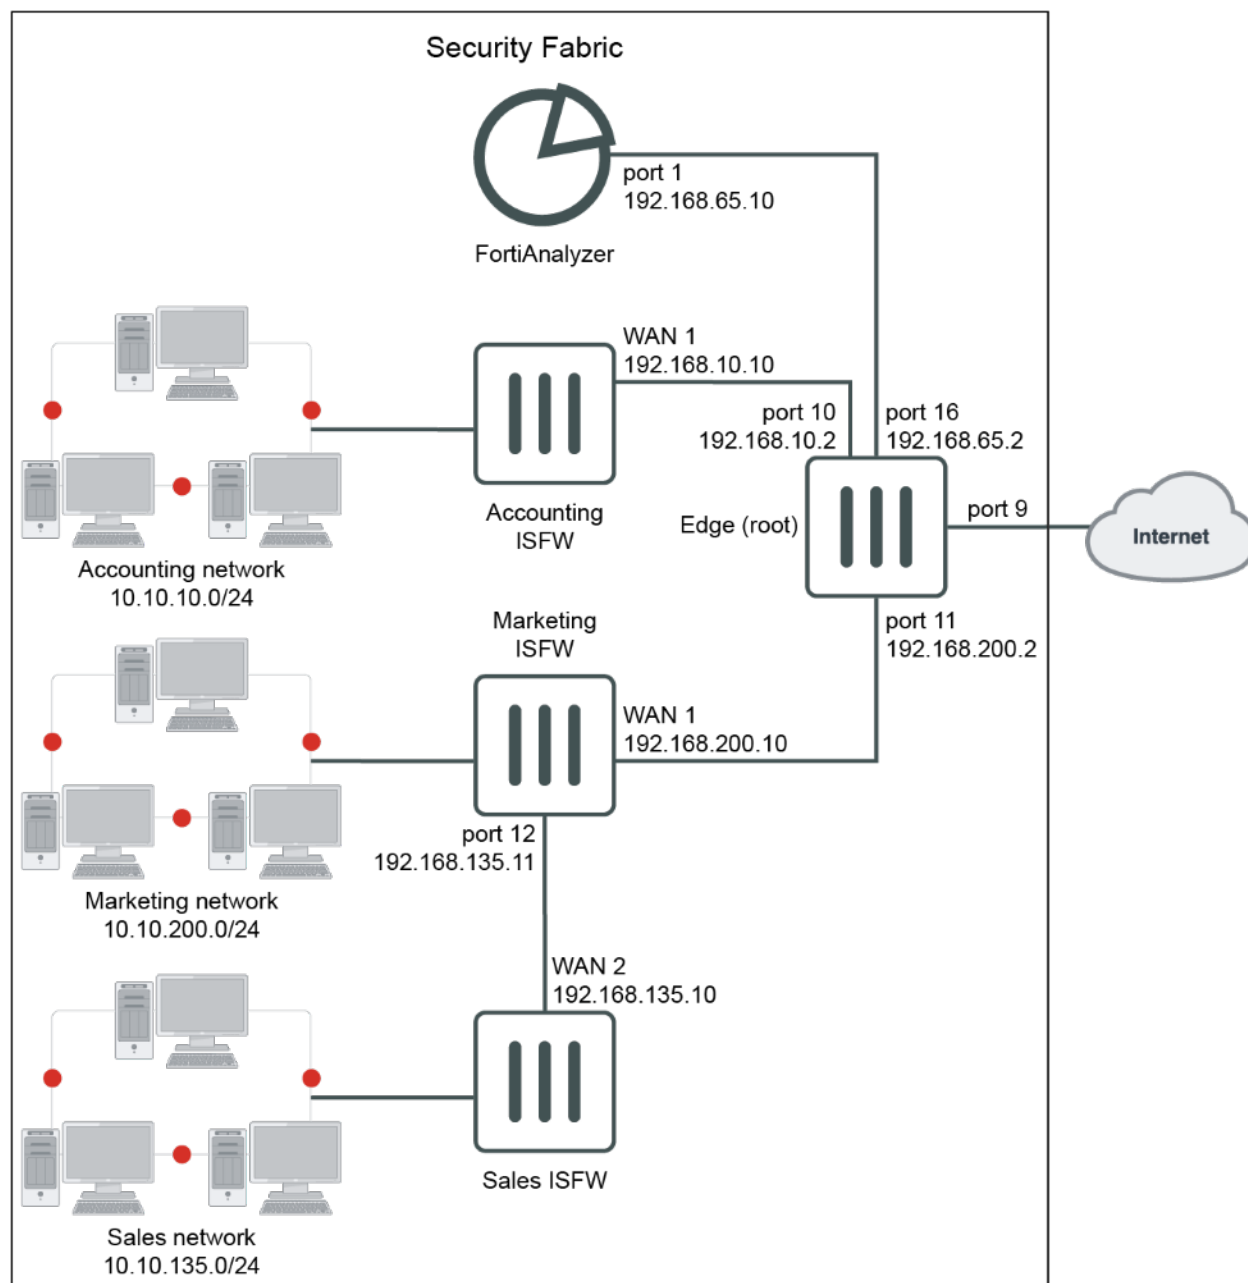 Security Fabric
port 1
192.168.65.10
FortiAnalyzer
WAN 1
192.168.10.10
port 10
192.168.10.2
port 16
192.168.65.2
Accounting
ISFW
Edge (root)
port 9
Internet
Accounting network
10.10.10.0/24
Marketing
ISFW
port 11
192.168.200.2
WAN 1
192.168.200.10
port 12
192.168.135.11
Marketing network
10.10.200.0/24
WAN 2
192.168.135.10
Sales ISFW
Sales network
10.10.135.0/24